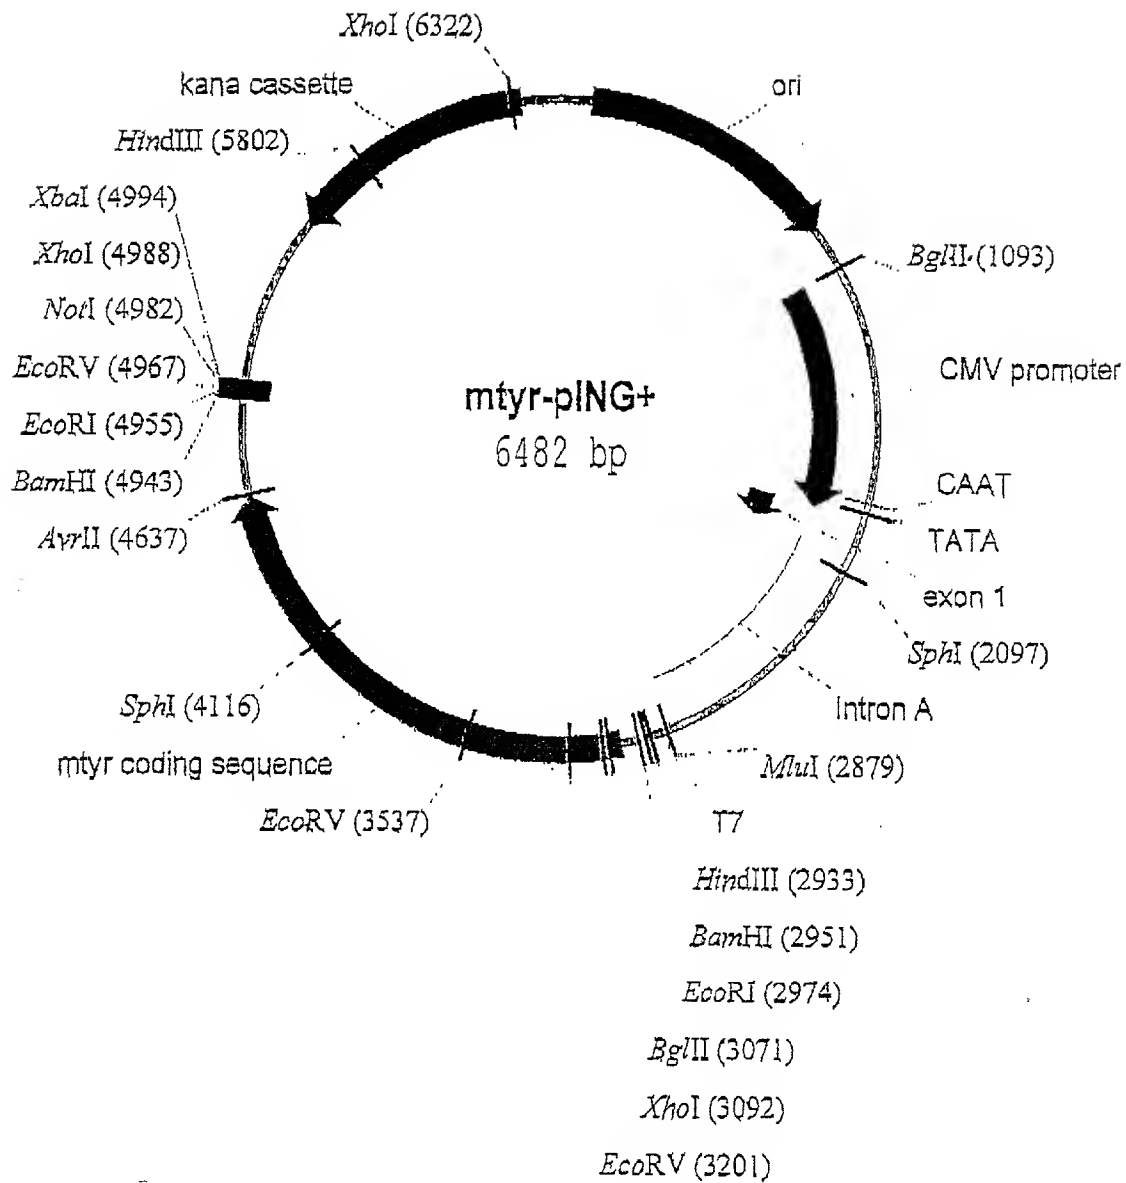 XhoI (6322)
kana cassette
ori
HindIII (5802)
XbaI (4994)
XhoI (4988)
BglII (1093)
NotI (4982)
EcoRV (4967)
CMV promoter
mtyr-pING+
EcoRI (4955)
6482 bp
BamHI (4943)
CAAT
AvrII (4637)
TATA
exon 1
SphI (2097)
SphI (4116)
Intron A
mtyr coding sequence
MluI (2879)
EcoRV (3537)
T7
HindIII (2933)
BamHI (2951)
EcoRI (2974)
BglII (3071)
XhoI (3092)
EcoRV (3201)